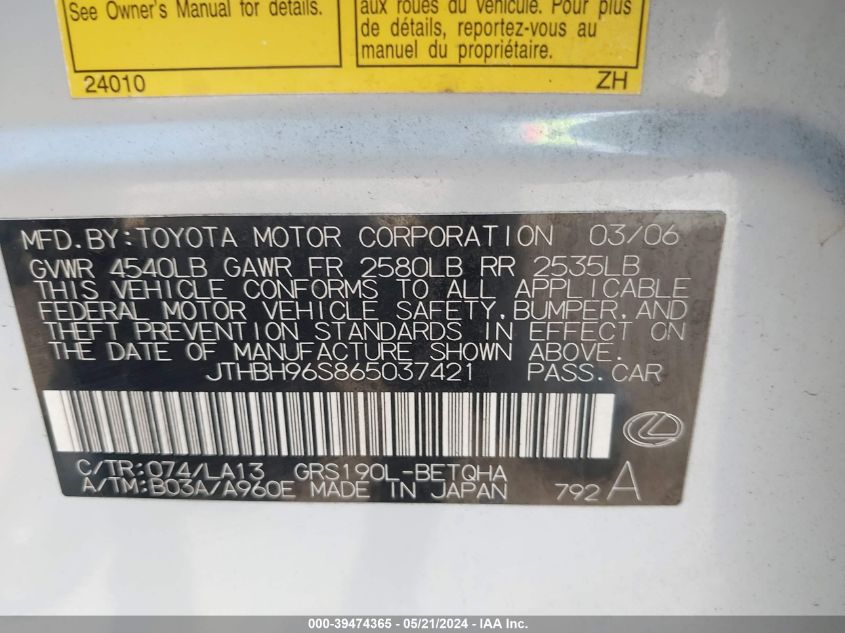 See Owner's Manual for details.
aux roues du véhicule. Pour plus
de détails, reportez-vous au
manuel du propriétaire.
24010
ZH
MFD.BY:TOYOTA MOTOR CORPORATION 03/06
GVWR 4540LB GAWR FR 2580LB RR 2535LB
THIS VEHICLE CONFORMS TO ALL APPLICABLE
FEDERAL MOTOR VEHICLE SAFETY,BUMPER,AND
THEFT PREVENTION STANDARDS IN EFFECT ON
THE DATE OF MANUFACTURE SHOWN ABOVE.
JTHBH96S865037421 PASS.CAR
C/TR:074/LA13 GRS190L-BETQHA
A/TM:B03A/A960E MADE IN JAPAN 792 A
000-39474365 - 05/21/2024 - IAA Inc.